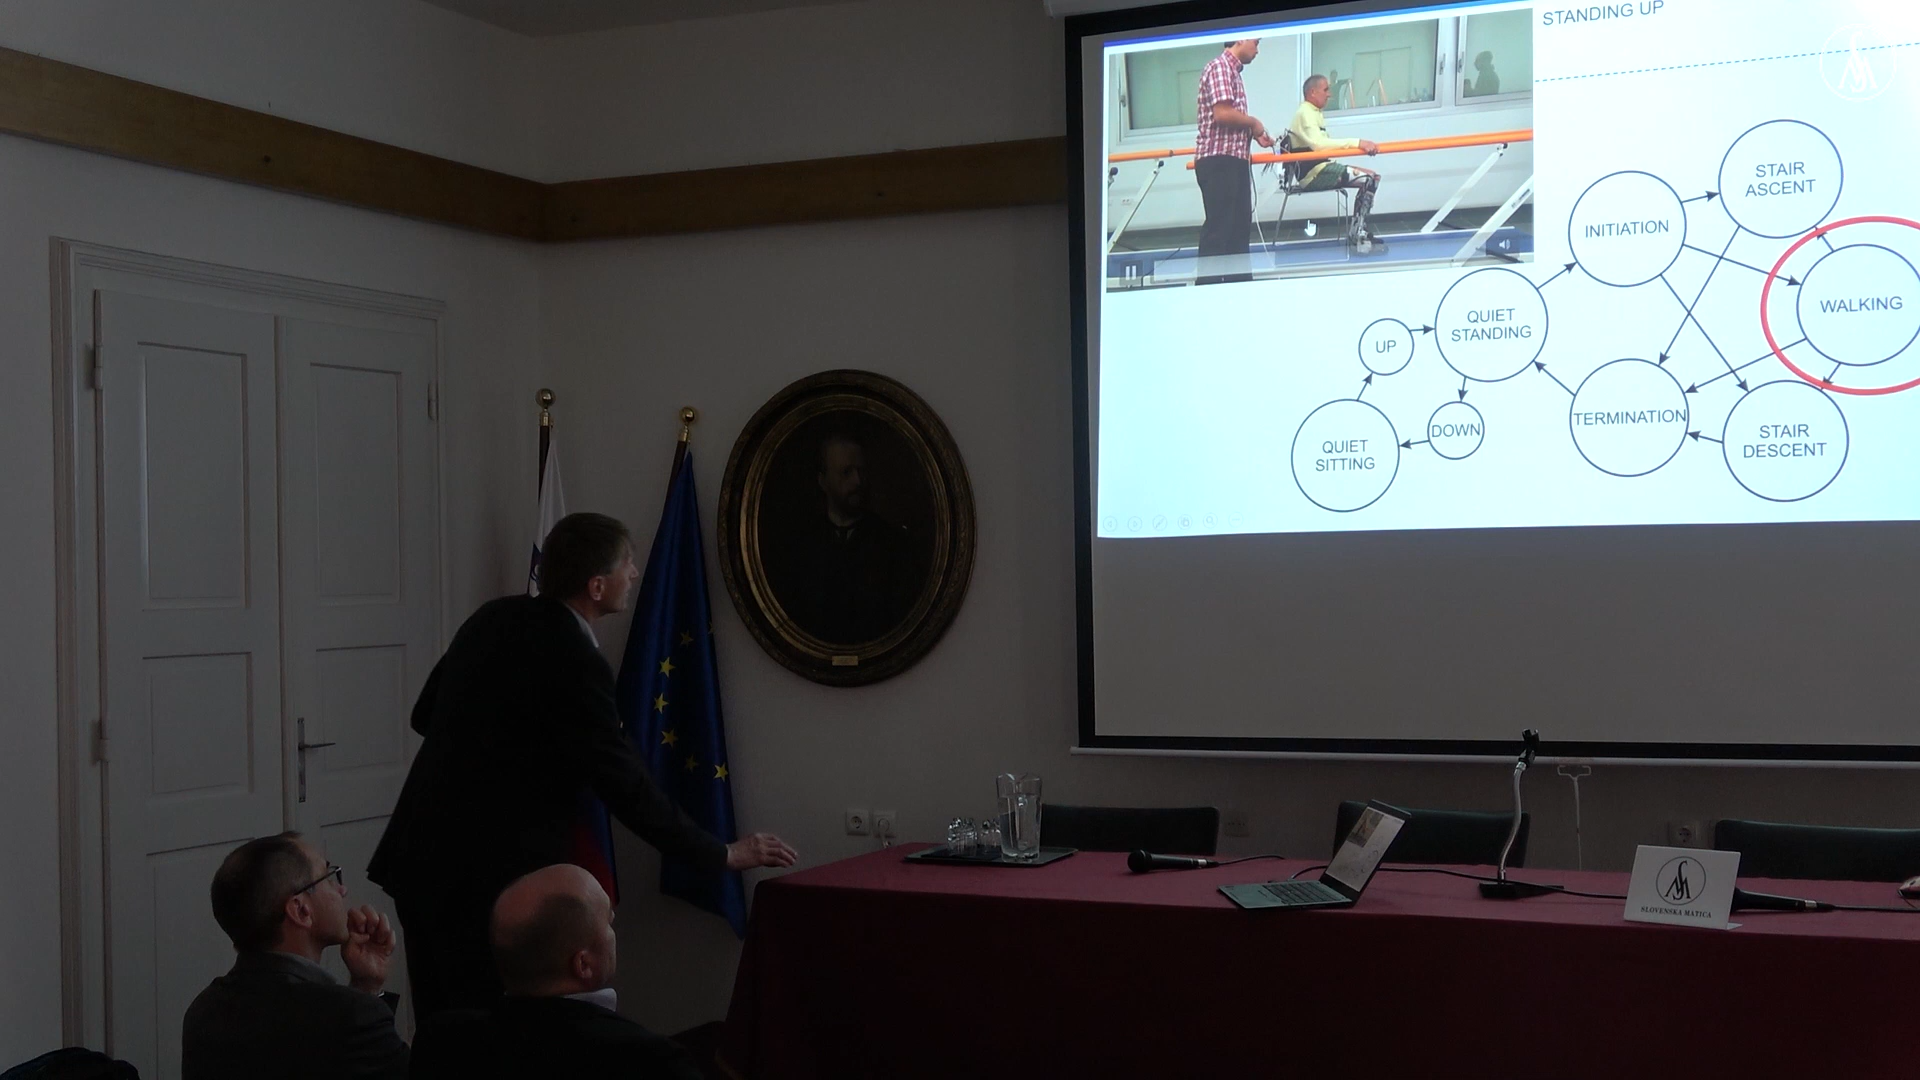 STANDING UP
STAIR
ASCENT
INITIATION
WALKING
QUIET
STANDING
UP
TERMINATION
DOWN
STAIR
DESCENT
QUIET
SITTING
SLOVENSKA MATICA